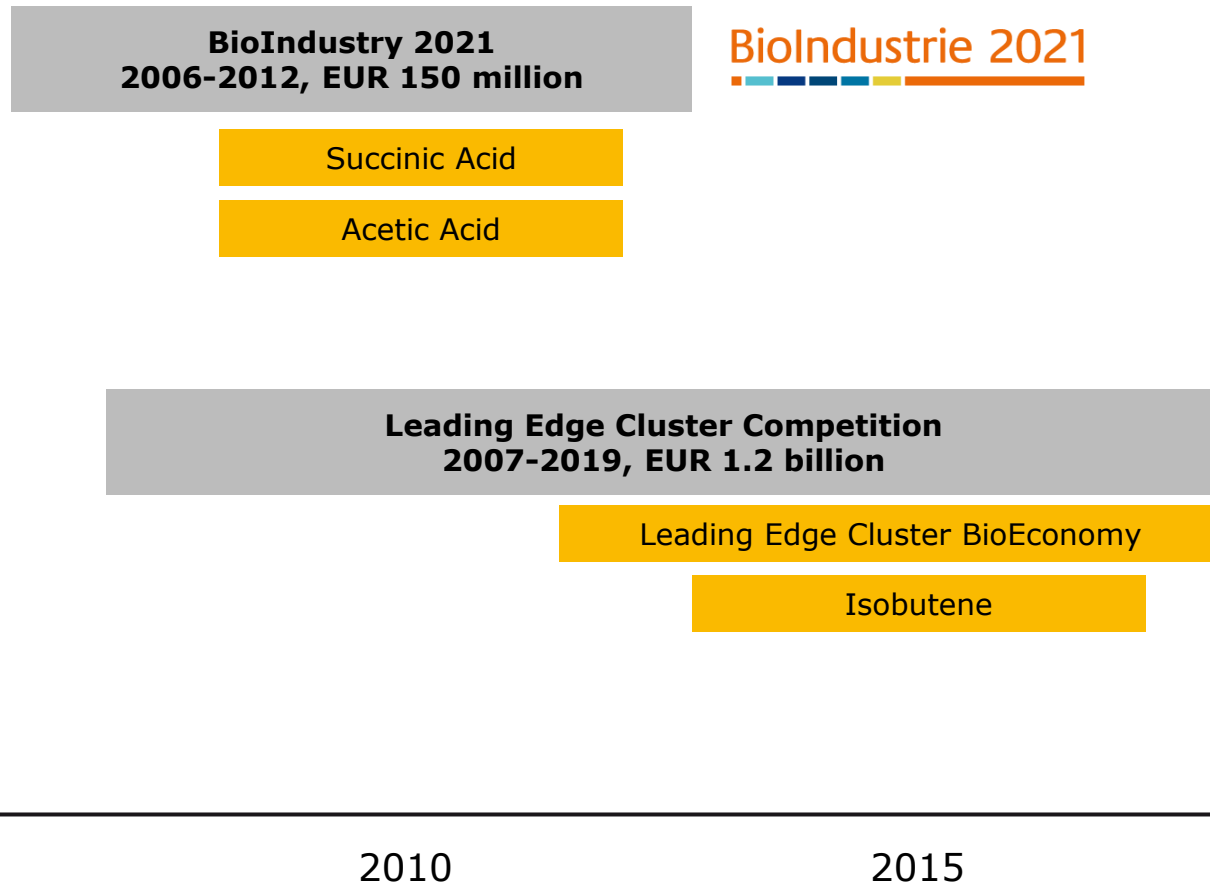 BioIndustry 2021
2006-2012, EUR 150 million
BioIndustrie 2021
Succinic Acid
Acetic Acid
Leading Edge Cluster Competition
2007-2019, EUR 1.2 billion
Leading Edge Cluster BioEconomy
Isobutene
2010
2015